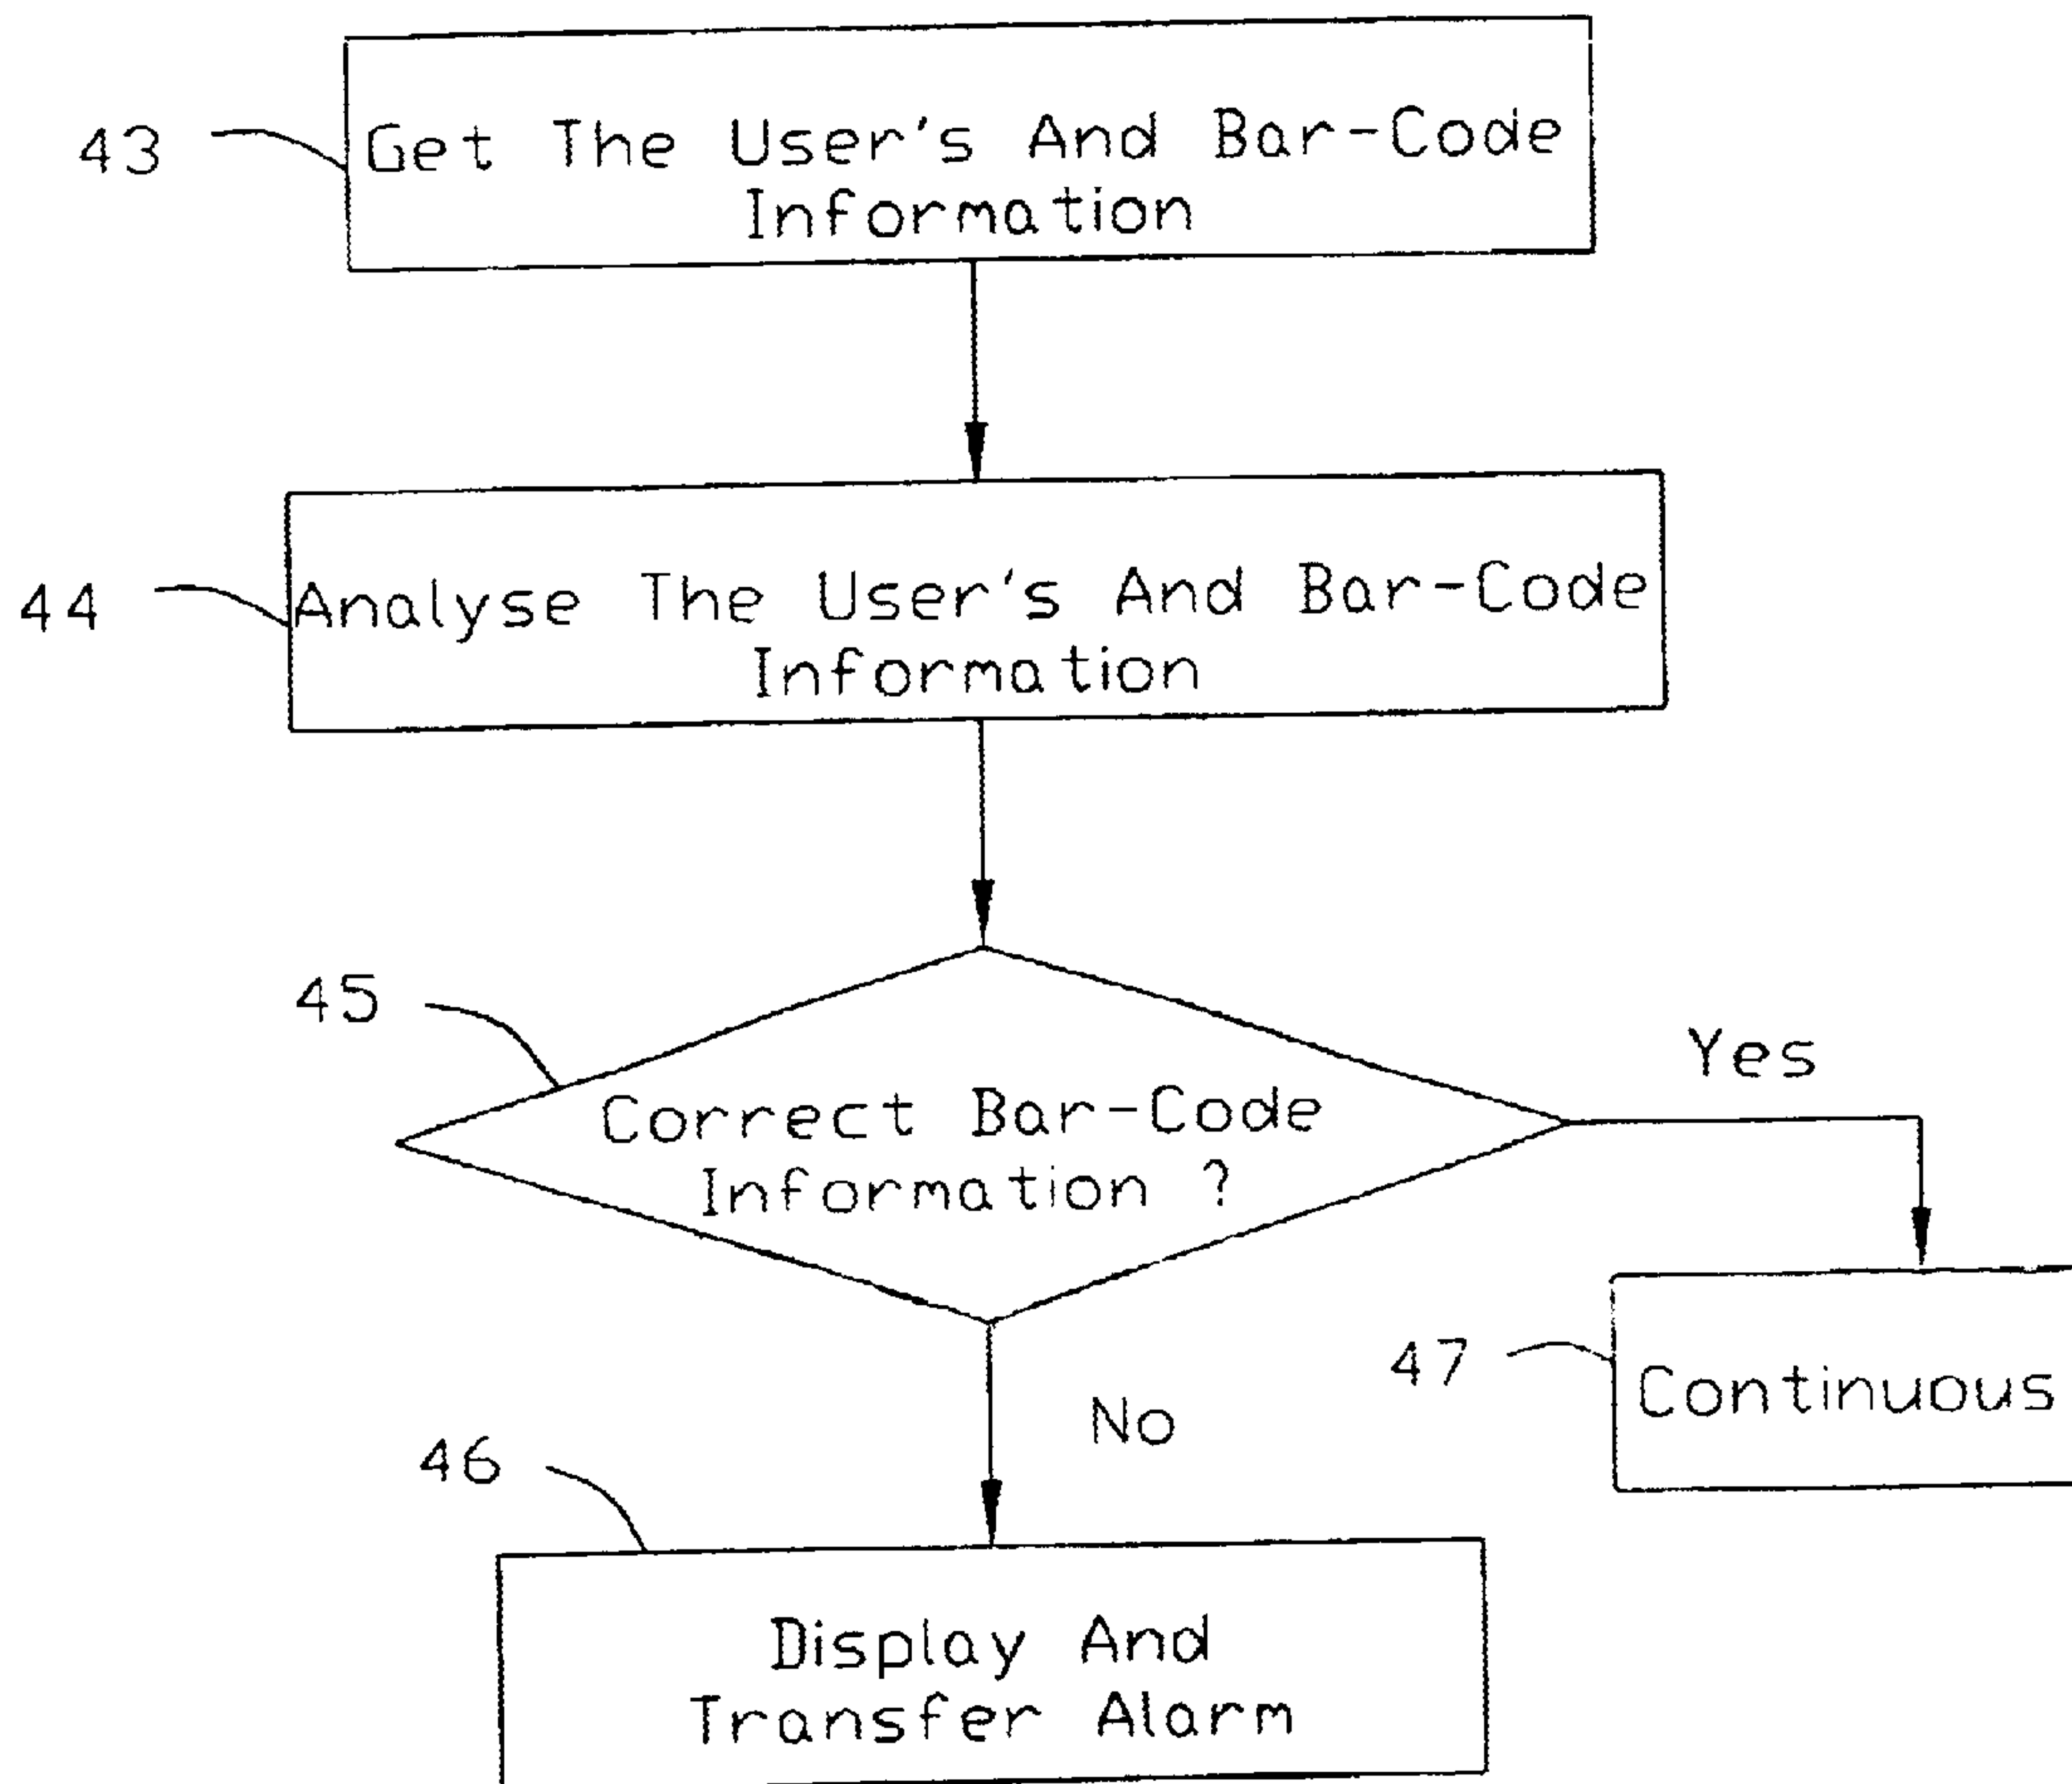 43
Get The User's And Bar-Code
Information
44
Analyse The User's And Bar-Code
Information
45
Correct Bar-Code
Information ?
Yes
No
47
Continuous
46
Display And
Transfer Alarm